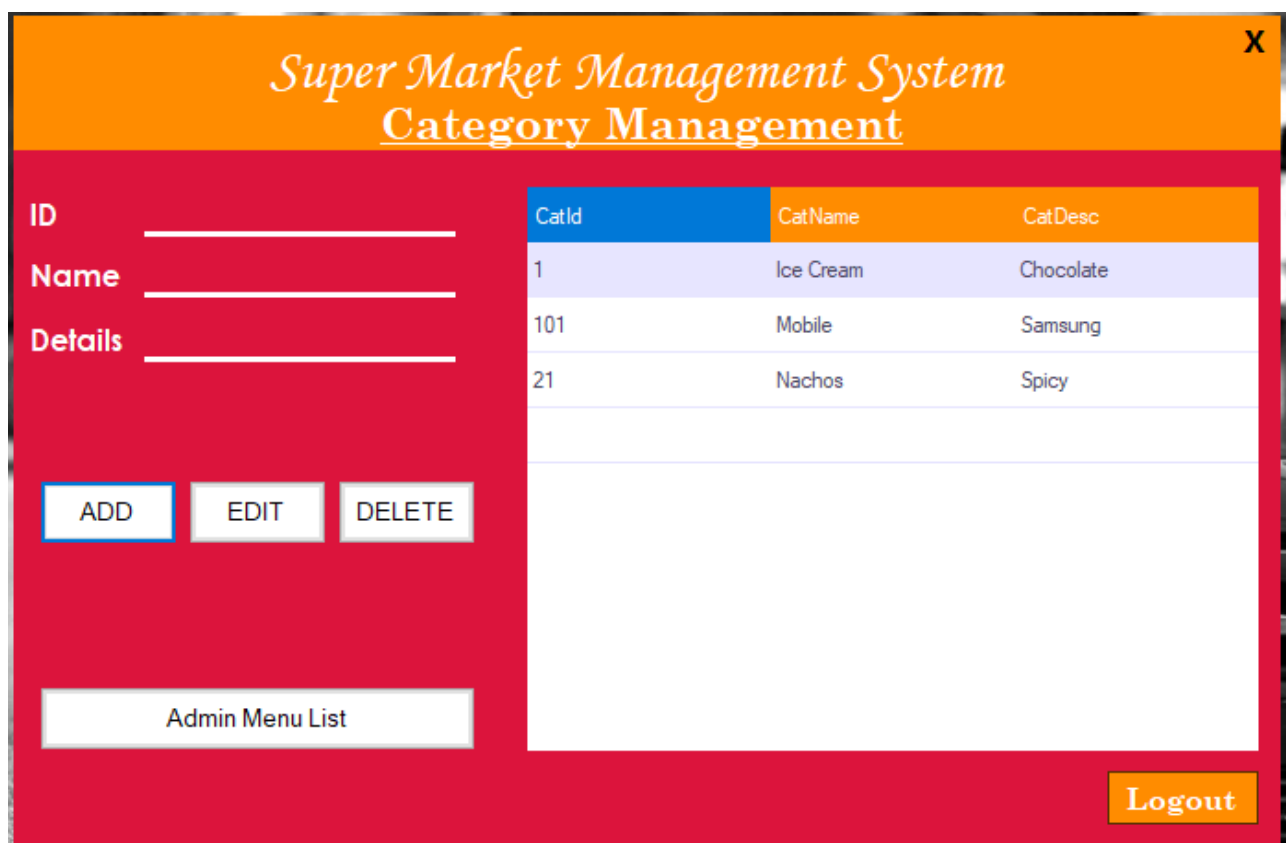 X
Super Market Management System
Category Management
ID
Name
Details
CatId CatName CatDesc
1 Ice Cream Chocolate
101 Mobile Samsung
21 Nachos Spicy
ADD EDIT DELETE
Admin Menu List
Logout